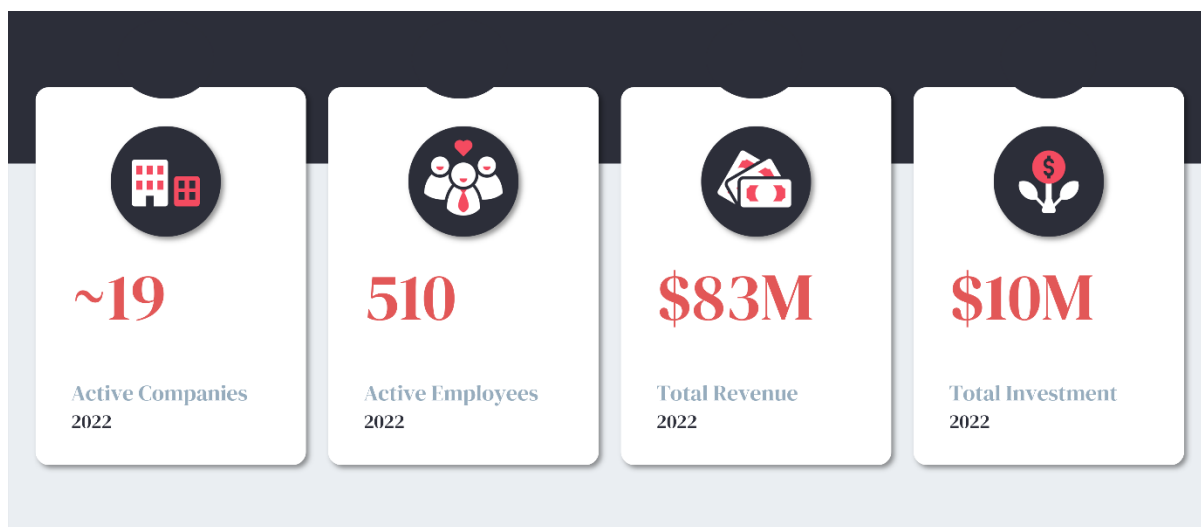 ~19
Active Companies
2022
510
Active Employees
2022
$83M
Total Revenue
2022
$
$10M
Total Investment
2022